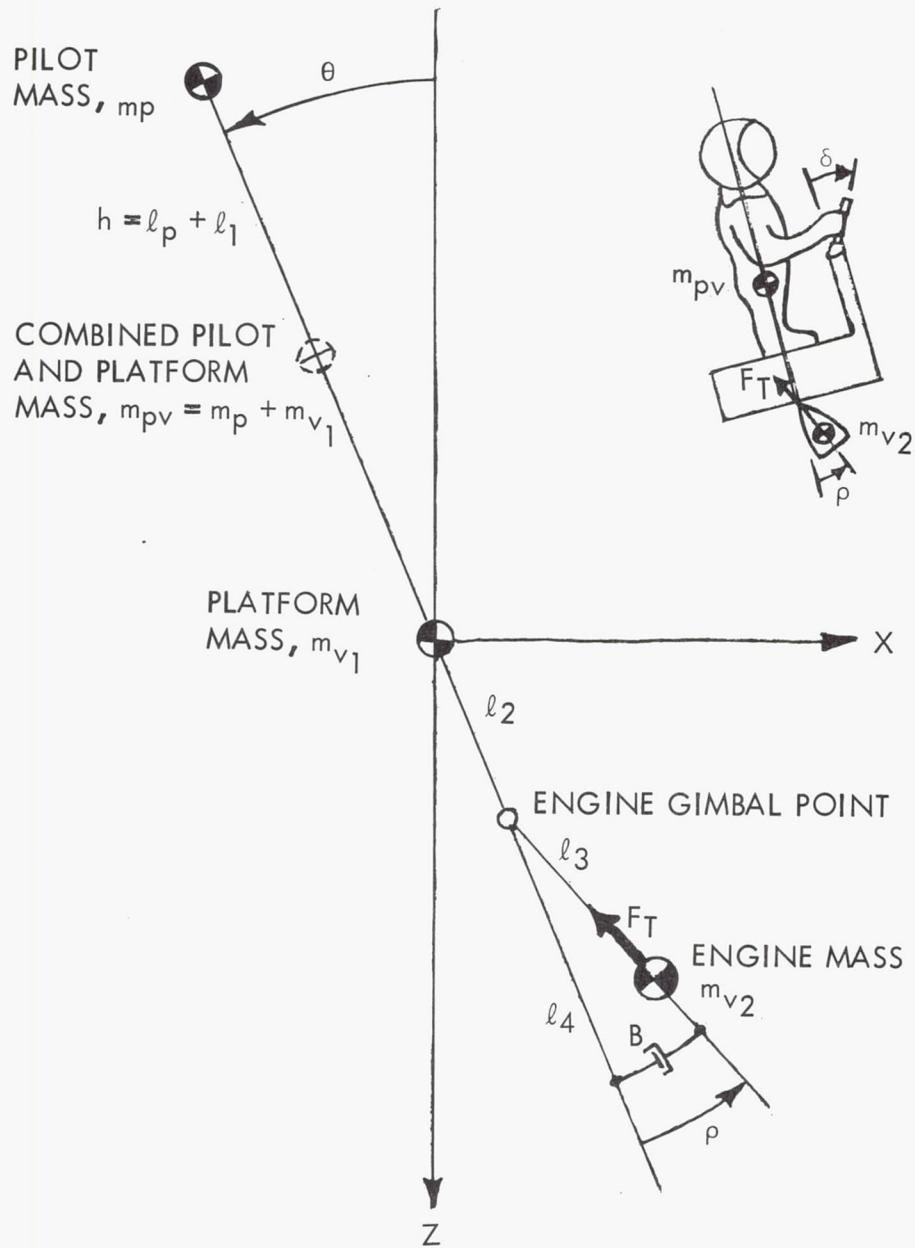 PILOT
MASS, mp
θ
h = ℓp + ℓ1
COMBINED PILOT
AND PLATFORM
MASS, mpv = mp + mv1
δ
mpv
FT
mv2
ρ
PLATFORM
MASS, mv1
X
ℓ2
ENGINE GIMBAL POINT
ℓ3
FT
ENGINE MASS
mv2
ℓ4
B
ρ
Z